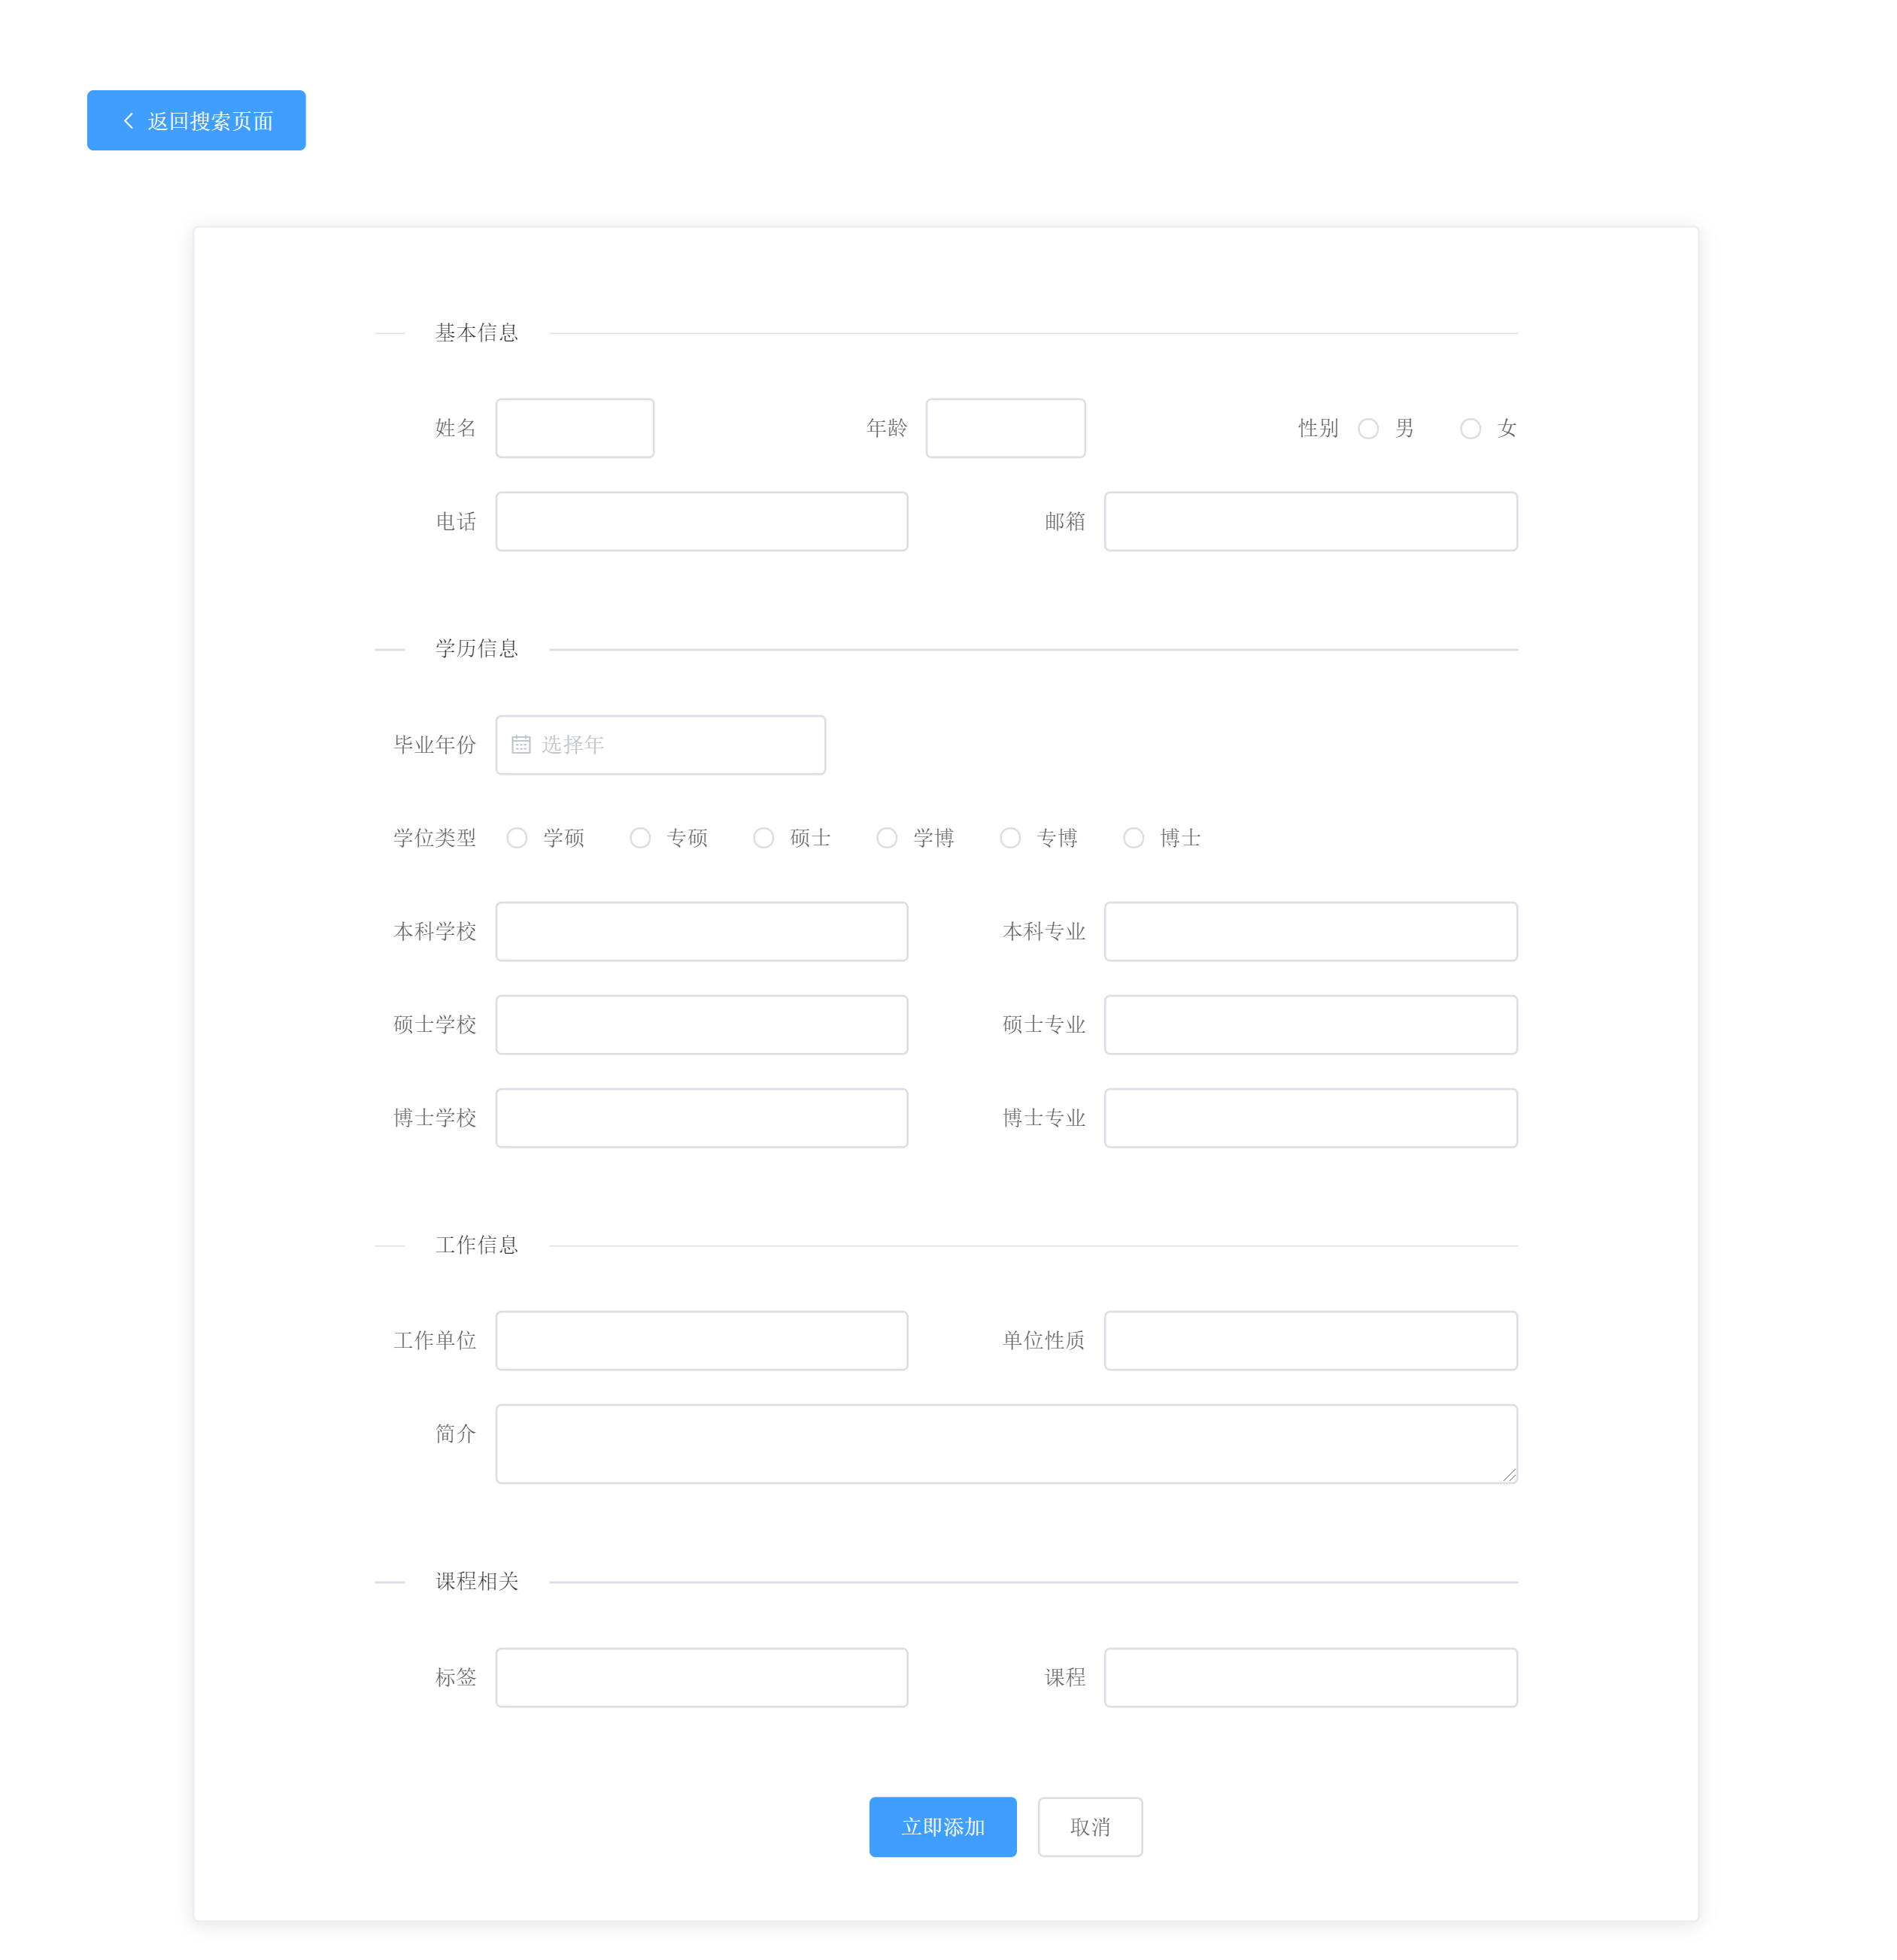 返回搜索页面
基本信息
姓名 年龄 性别 男 女
电话 邮箱
学历信息
毕业年份 选择年
学位类型 学硕 专硕 硕士 学博 专博 博士
本科学校 本科专业
硕士学校 硕士专业
博士学校 博士专业
工作信息
工作单位 单位性质
简介
课程相关
标签 课程
立即添加 取消